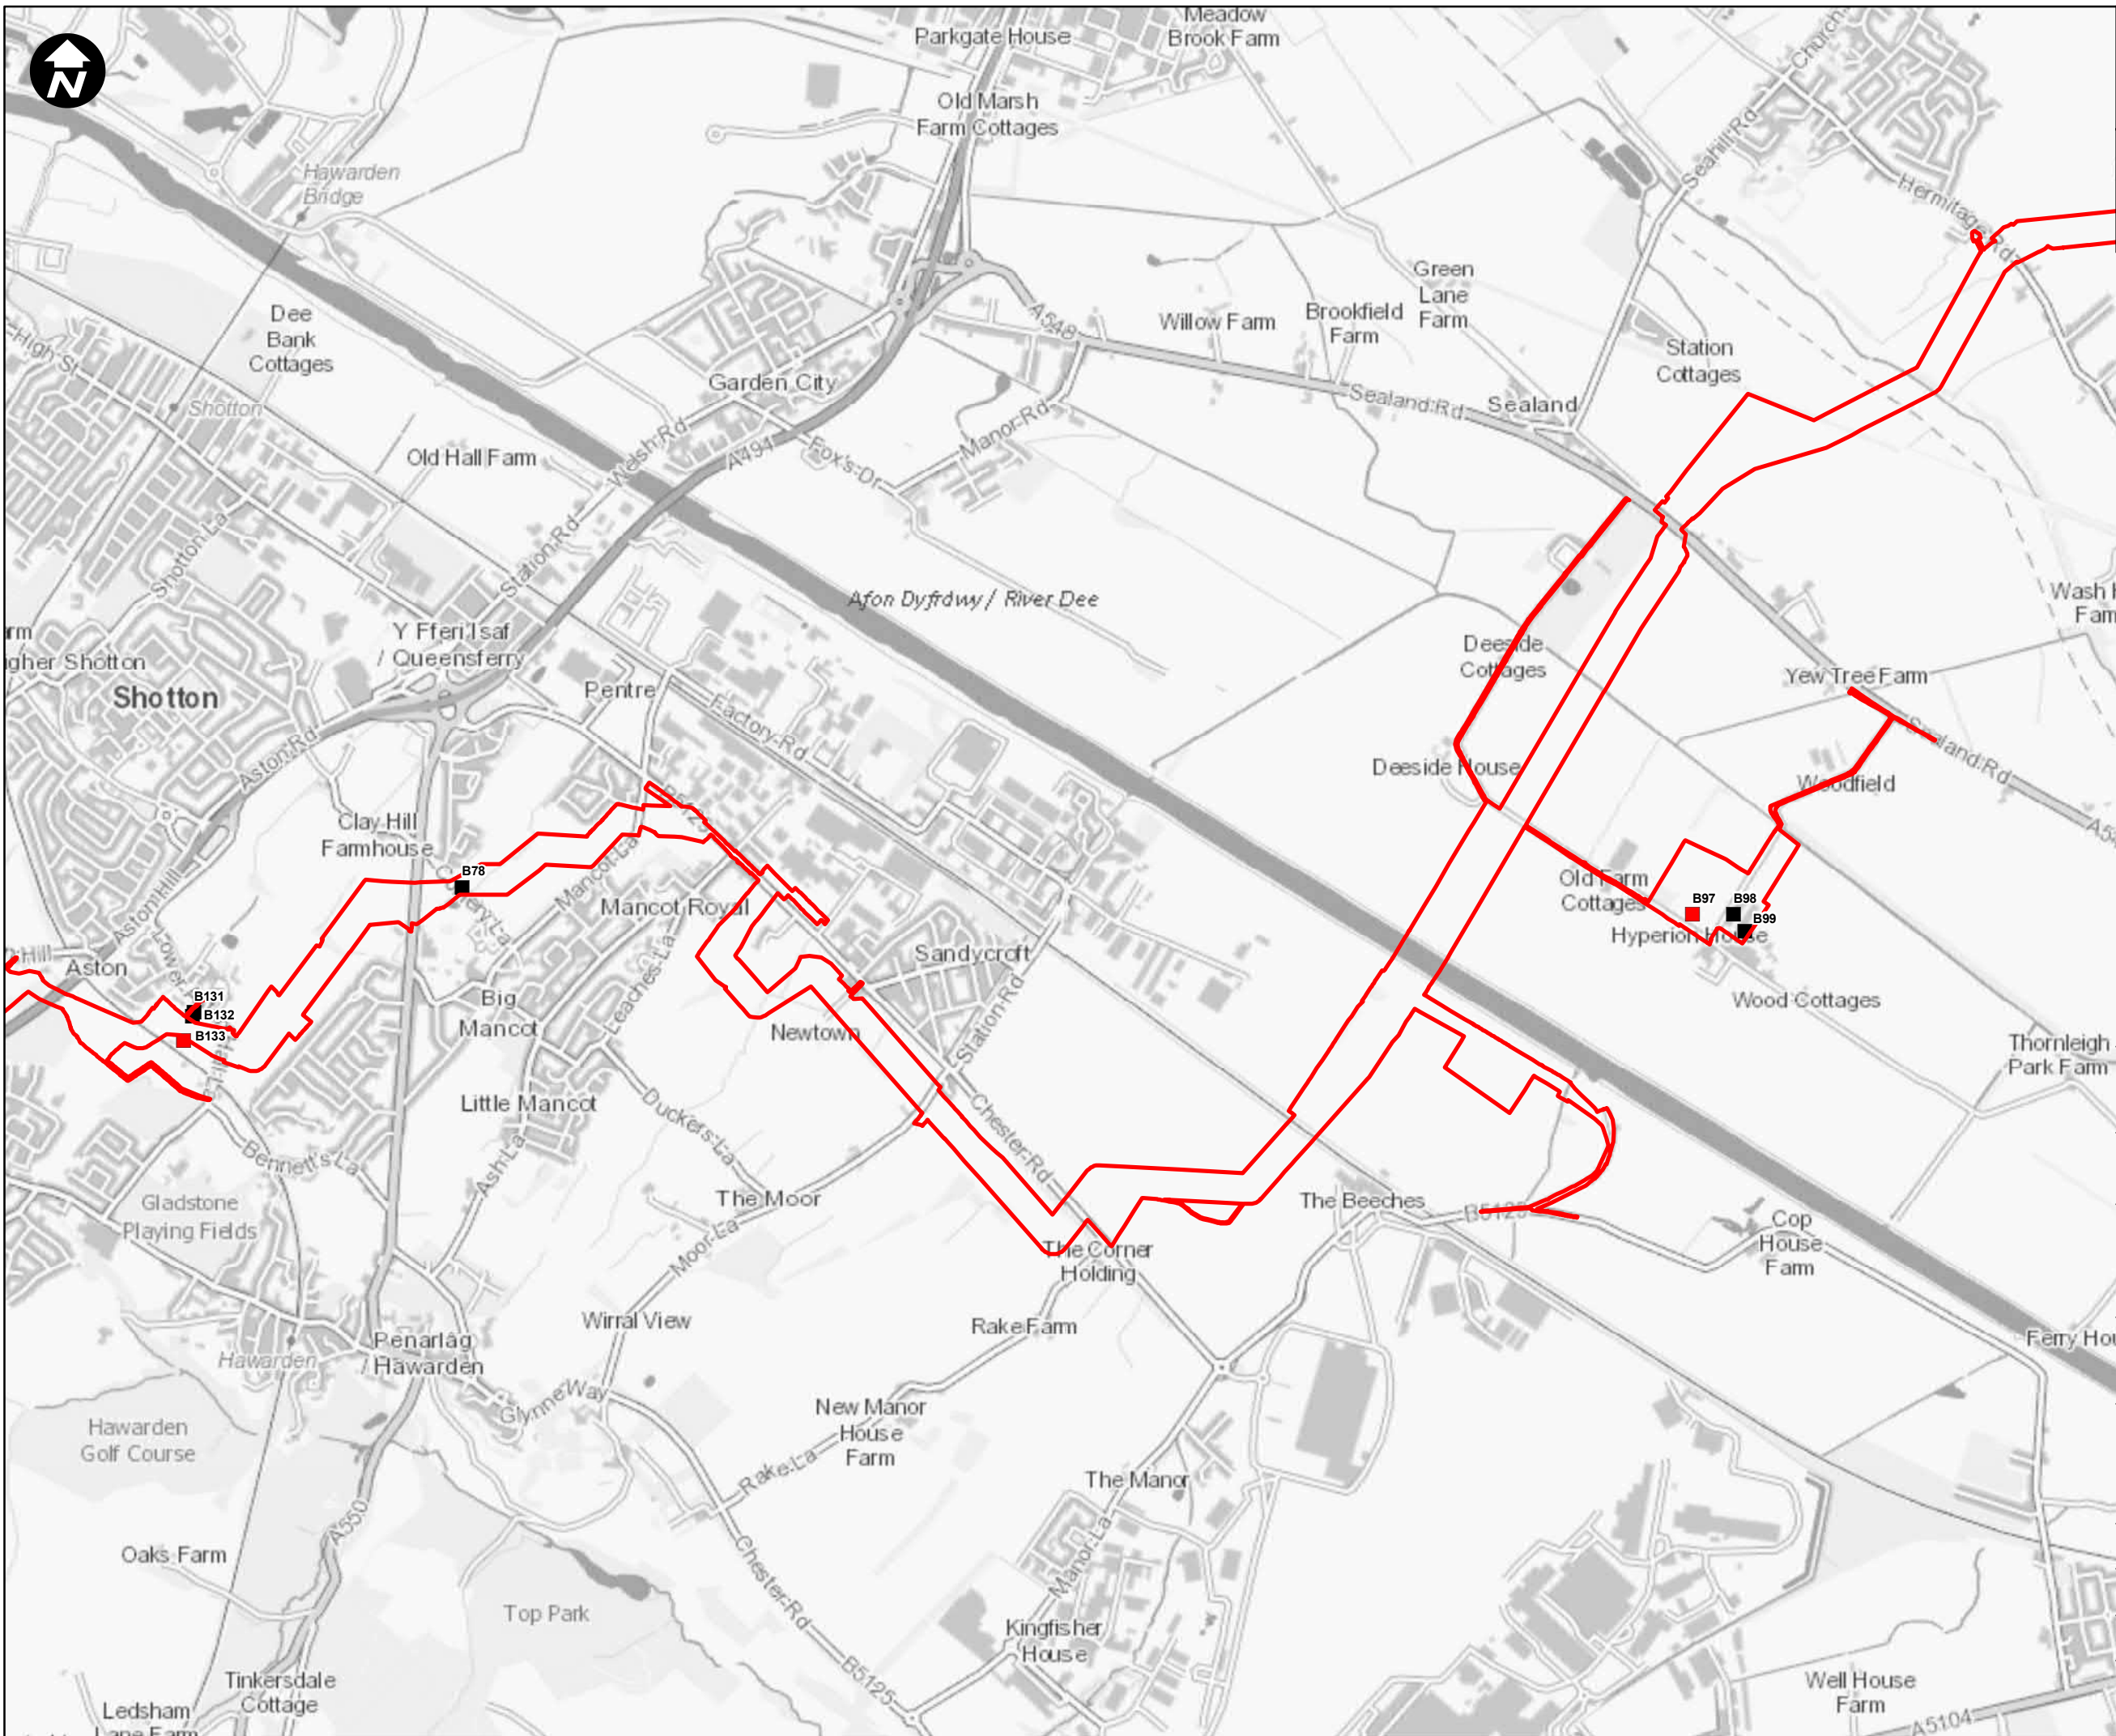 N
Parkgate House
Meadow
Brook Farm
Old Marsh
Farm Cottages
Hawarden
Bridge
Seahill Rd
Hermitage Rd
Dee
Bank
Cottages
High St
Shotton
Garden City
A548
Willow Farm
Brookfield
Farm
Green
Lane
Farm
Station
Cottages
Sealand Rd
Sealand
Old Hall Farm
Welsh Rd
A494
Fox's Dr
Manor Rd
Station Rd
Shotton La
Afon Dyfrdwy / River Dee
Y Fferi Isaf
/ Queensferry
Shotton
Aston Rd
Pentre
Factory Rd
Deeside
Cottages
Deeside House
Yew Tree Farm
Sealand Rd
Woodfield
Clay Hill
Farmhouse
B5129
B78
Mancot La
Mancot Royal
Aston Hill
Aston
Old Farm
Cottages
B97
B98
B99
Hyperion House
Wood Cottages
Sandycroft
B131
B132
B133
Big
Mancot
Leaches La
Newtown
Station Rd
Thornleigh
Park Farm
Little Mancot
Duckers La
Chester Rd
Bennett's La
Ash La
Gladstone
Playing Fields
The Moor
Moor La
The Beeches
B5129
Cop
House
Farm
The Corner
Holding
Wirral View
Rake Farm
Penarlâg
/ Hawarden
Hawarden
Glynne Way
New Manor
House
Farm
Hawarden
Golf Course
Rake La
The Manor
A550
Oaks Farm
Chester Rd
Manor La
Top Park
Kingfisher
House
B5125
Tinkersdale
Cottage
Ledsham
Well House
Farm
A5104